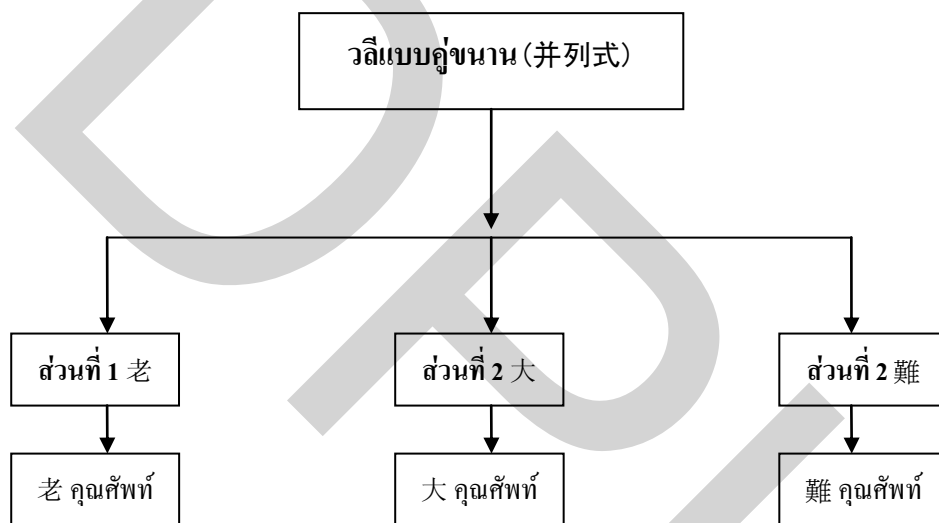 วลีแบบคู่ขนาน (并列式)
ส่วนที่ 1 老
ส่วนที่ 2 大
ส่วนที่ 2 難
老 คุณศัพท์
大 คุณศัพท์
難 คุณศัพท์